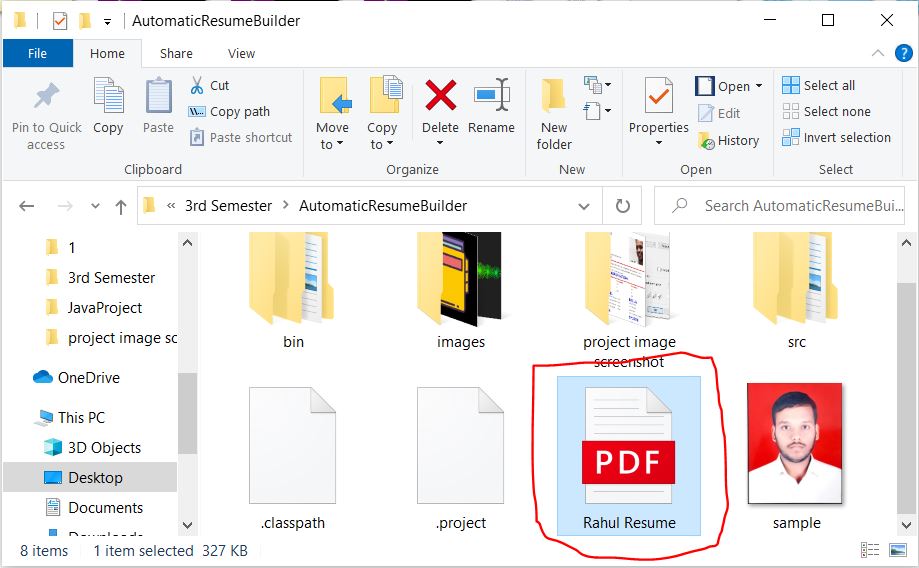 AutomaticResumeBuilder
File Home Share View
Pin to Quick access
Copy
Paste
Cut
Copy path
Paste shortcut
Clipboard
Move to
Copy to
Delete
Rename
Organize
New folder
New
Properties
Open
Edit
History
Open
Select all
Select none
Invert selection
Select
« 3rd Semester > AutomaticResumeBuilder
Search AutomaticResumeBui...
1
3rd Semester
JavaProject
project image sc
OneDrive
This PC
3D Objects
Desktop
Documents
Downloads
bin
images
project image
screenshot
src
.classpath
.project
PDF
Rahul Resume
sample
8 items 1 item selected 327 KB